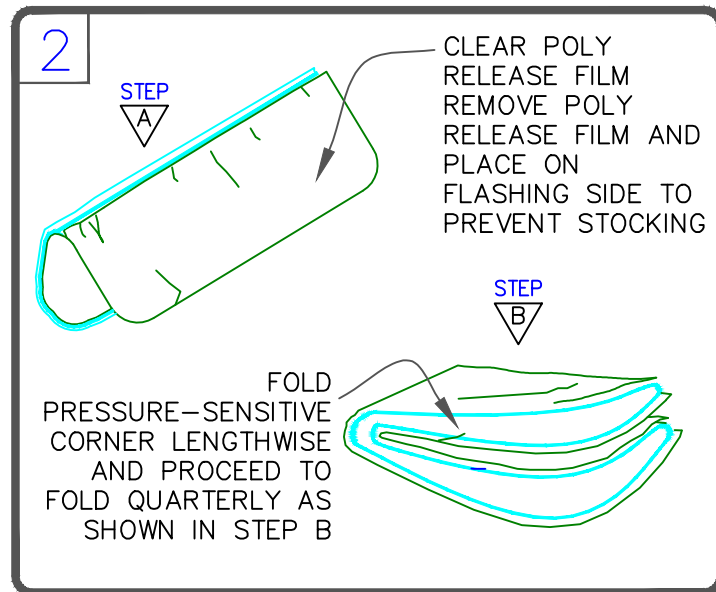 2
STEP
A
CLEAR POLY
RELEASE FILM
REMOVE POLY
RELEASE FILM AND
PLACE ON
FLASHING SIDE TO
PREVENT STOCKING
STEP
B
FOLD
PRESSURE-SENSITIVE
CORNER LENGTHWISE
AND PROCEED TO
FOLD QUARTERLY AS
SHOWN IN STEP B